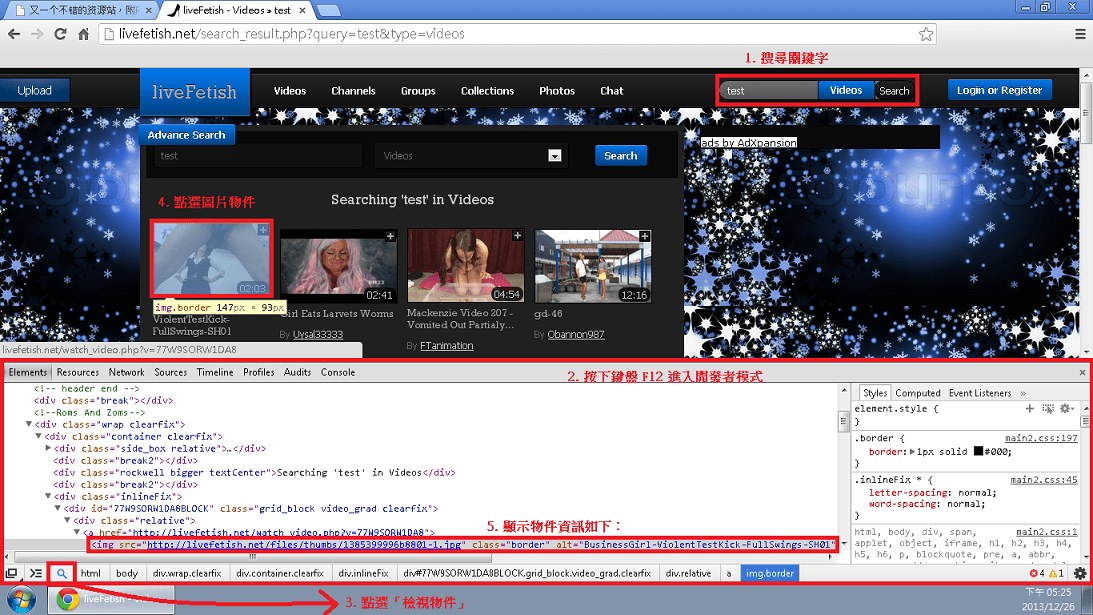 又一个不错的资源站，附
liveFetish - Videos » test
livefetish.net/search_result.php?query=test&type=videos
1. 搜尋關鍵字
Upload
liveFetish
Videos Channels Groups Collections Photos Chat
test Videos Search
Login or Register
Advance Search
test Videos Search
ads by AdXpansion
4. 點選圖片物件
Searching 'test' in Videos
02:03
02:41
04:54
12:16
img.border 147px × 93px
ViolentTestKick-
FullSwings-SH01
Girl Eats Larvets Worms
By Uysal33333
Mackenzie Video 207 -
Vomited Out Partialy...
By FTanimation
gd-46
By Obannon987
livefetish.net/watch_video.php?v=77W9SORW1DA8
Elements Resources Network Sources Timeline Profiles Audits Console
2. 按下鍵盤 F12 進入開發者模式
<!-- header end -->
<div class="break"></div>
<!--Roms And Zoms-->
<div class="wrap clearfix">
<div class="container clearfix">
<div class="side_box relative">…</div>
<div class="break2"></div>
<div class="rockwell bigger textCenter">Searching 'test' in Videos</div>
<div class="break2"></div>
<div class="inlineFix">
<div id="77W9SORW1DA8BLOCK" class="grid_block video_grad clearfix">
<div class="relative">
<a href="http://livefetish.net/watch_video.php?v=77W9SORW1DA8">
5. 顯示物件資訊如下：
<img src="http://livefetish.net/files/thumbs/1385399996b8801-1.jpg" class="border" alt="BusinessGirl-ViolentTestKick-FullSwings-SH01"
Styles Computed Event Listeners »
element.style {
}
.border { main2.css:197
border: 1px solid #000;
}
.inlineFix * { main2.css:45
letter-spacing: normal;
word-spacing: normal;
}
html, body, div, span, main2.css:1
applet, object, iframe, h1, h2, h3, h4,
h5, h6, p, blockquote, pre, a, abbr,
html body div.wrap.clearfix div.container.clearfix div.inlineFix div#77W9SORW1DA8BLOCK.grid_block.video_grad.clearfix div.relative a img.border
4 1
liveFetish - Video
3. 點選「檢視物件」
下午 05:25
2013/12/26